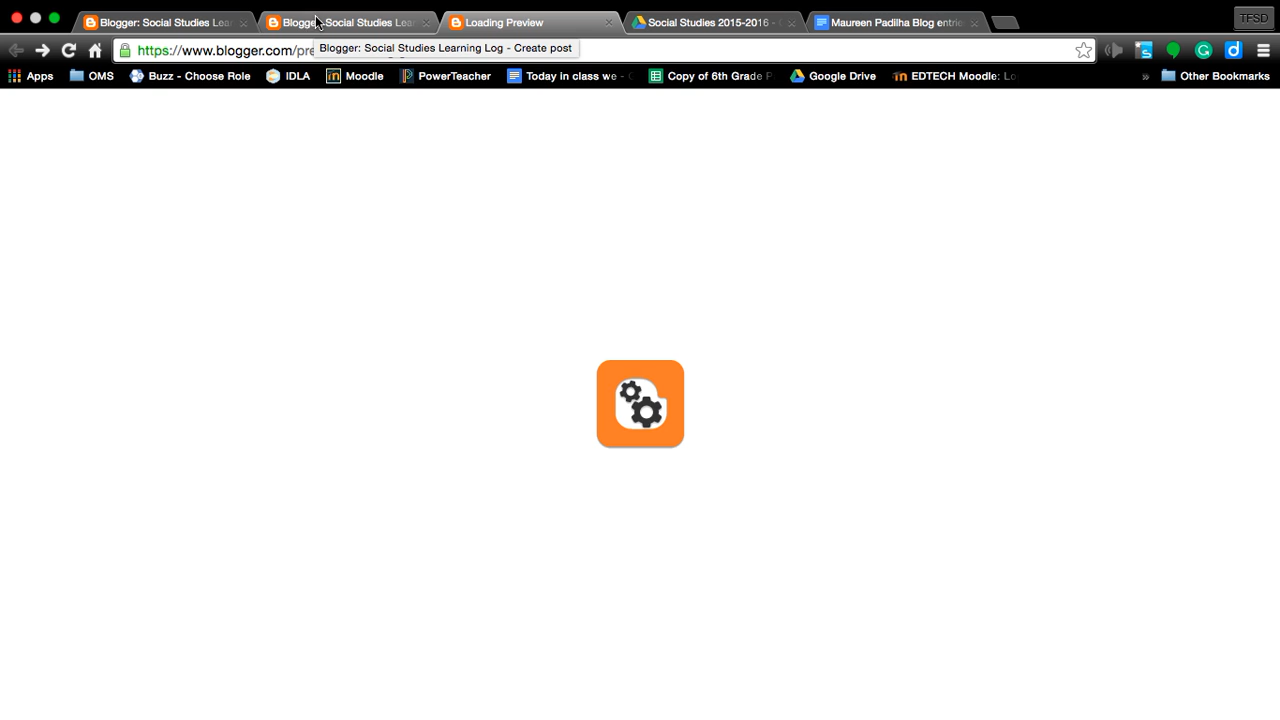 Blogger: Social Studies Lear
Blogge Social Studies Lea
Loading Preview
Social Studies 2015-2016 - G
Maureen Padilha Blog entrie
TFSD
https://www.blogger.com/pre
Blogger: Social Studies Learning Log - Create post
Apps
OMS
Buzz - Choose Role
IDLA
Moodle
PowerTeacher
Today in class we -
Copy of 6th Grade P
Google Drive
EDTECH Moodle: Lo
»
Other Bookmarks